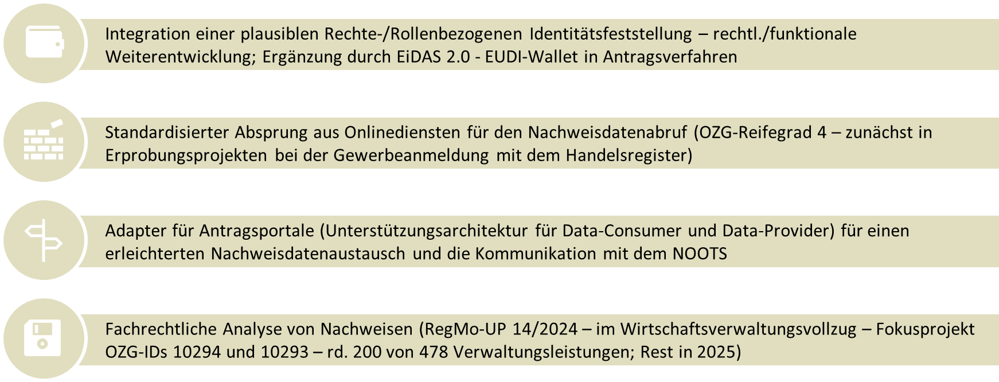 Integration einer plausiblen Rechte-/Rollenbezogenen Identitätsfeststellung – rechtl./funktionale
Weiterentwicklung; Ergänzung durch EiDAS 2.0 - EUDI-Wallet in Antragsverfahren
Standardisierter Absprung aus Onlinediensten für den Nachweisdatenabruf (OZG-Reifegrad 4 – zunächst in
Erprobungsprojekten bei der Gewerbeanmeldung mit dem Handelsregister)
Adapter für Antragsportale (Unterstützungsarchitektur für Data-Consumer und Data-Provider) für einen
erleichterten Nachweisdatenaustausch und die Kommunikation mit dem NOOTS
Fachrechtliche Analyse von Nachweisen (RegMo-UP 14/2024 – im Wirtschaftsverwaltungsvollzug – Fokusprojekt
OZG-IDs 10294 und 10293 – rd. 200 von 478 Verwaltungsleistungen; Rest in 2025)